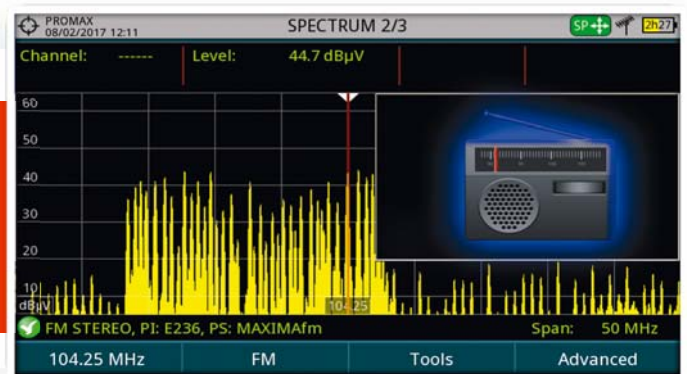 PROMAX
08/02/2017 12:11
SPECTRUM 2/3
SP
2h27
Channel: ------ Level: 44.7 dBµV
60
50
40
30
20
10
dBµV
104.25
FM STEREO, PI: E236, PS: MAXIMAfm Span: 50 MHz
104.25 MHz FM Tools Advanced